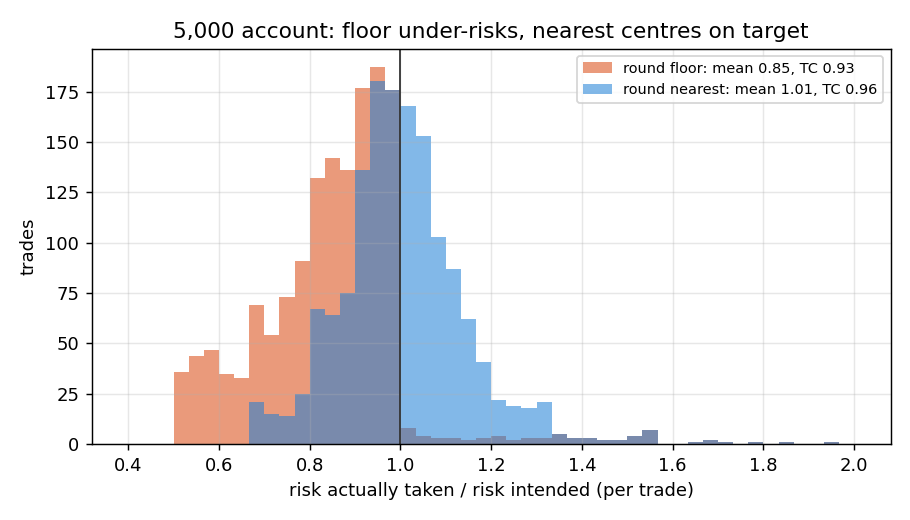 5,000 account: floor under-risks, nearest centres on target
round floor: mean 0.85, TC 0.93
round nearest: mean 1.01, TC 0.96
trades
175
150
125
100
75
50
25
0
0.4 0.6 0.8 1.0 1.2 1.4 1.6 1.8 2.0
risk actually taken / risk intended (per trade)